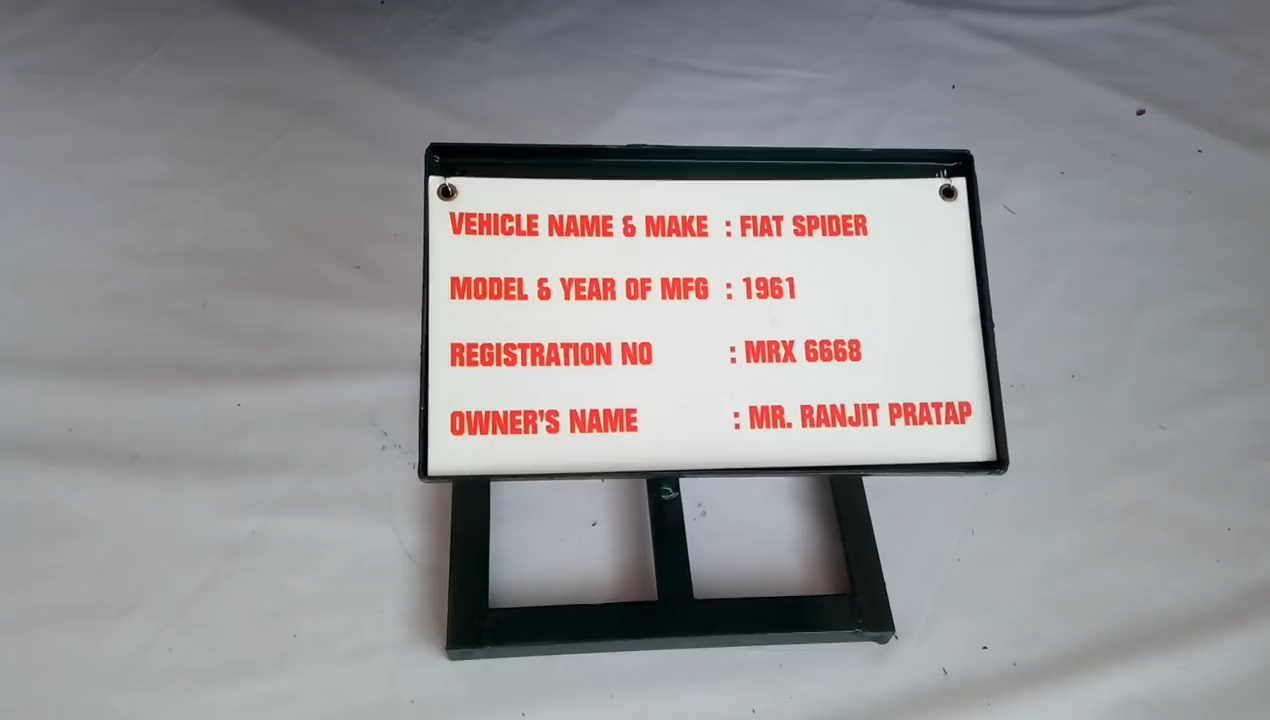 VEHICLE NAME & MAKE : FIAT SPIDER
MODEL & YEAR OF MFG : 1961
REGISTRATION NO : MRX 6668
OWNER'S NAME : MR. RANJIT PRATAP